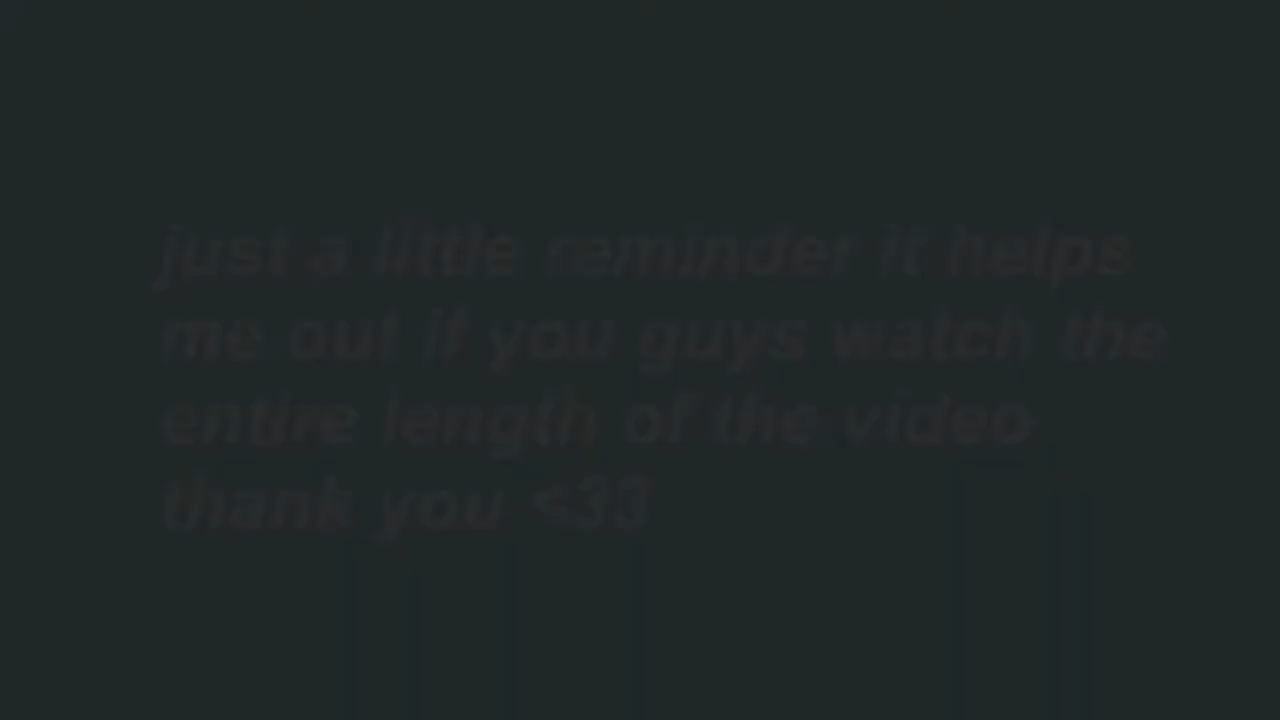 just a little reminder it helps
me out if you guys watch the
entire length of the video
thank you <33